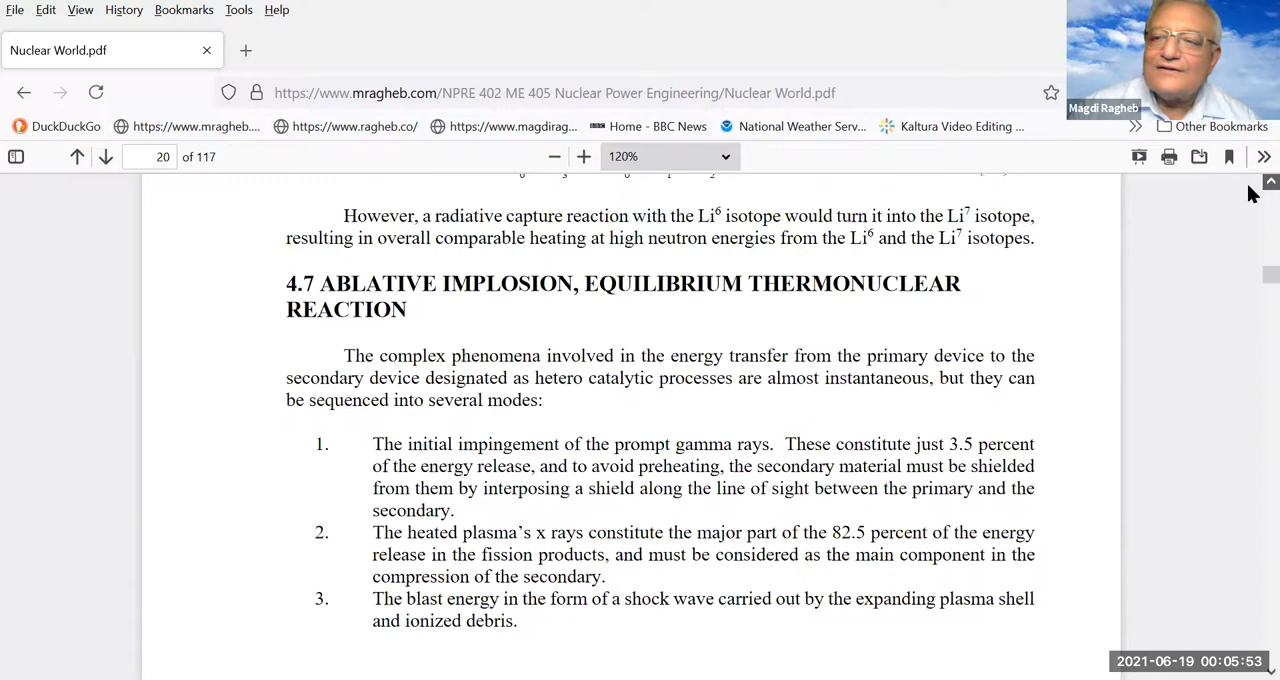 File Edit View History Bookmarks Tools Help
Nuclear World.pdf
https://www.mragheb.com/NPRE 402 ME 405 Nuclear Power Engineering/Nuclear World.pdf
Magdi Ragheb
DuckDuckGo https://www.mragheb.... https://www.ragheb.co/ https://www.magdirag... Home - BBC News National Weather Serv... Kaltura Video Editing ... Other Bookmarks
20 of 117 120%
However, a radiative capture reaction with the Li6 isotope would turn it into the Li7 isotope,
resulting in overall comparable heating at high neutron energies from the Li6 and the Li7 isotopes.
4.7 ABLATIVE IMPLOSION, EQUILIBRIUM THERMONUCLEAR
REACTION
The complex phenomena involved in the energy transfer from the primary device to the
secondary device designated as hetero catalytic processes are almost instantaneous, but they can
be sequenced into several modes:
1. The initial impingement of the prompt gamma rays. These constitute just 3.5 percent
of the energy release, and to avoid preheating, the secondary material must be shielded
from them by interposing a shield along the line of sight between the primary and the
secondary.
2. The heated plasma's x rays constitute the major part of the 82.5 percent of the energy
release in the fission products, and must be considered as the main component in the
compression of the secondary.
3. The blast energy in the form of a shock wave carried out by the expanding plasma shell
and ionized debris.
2021-06-19 00:05:53